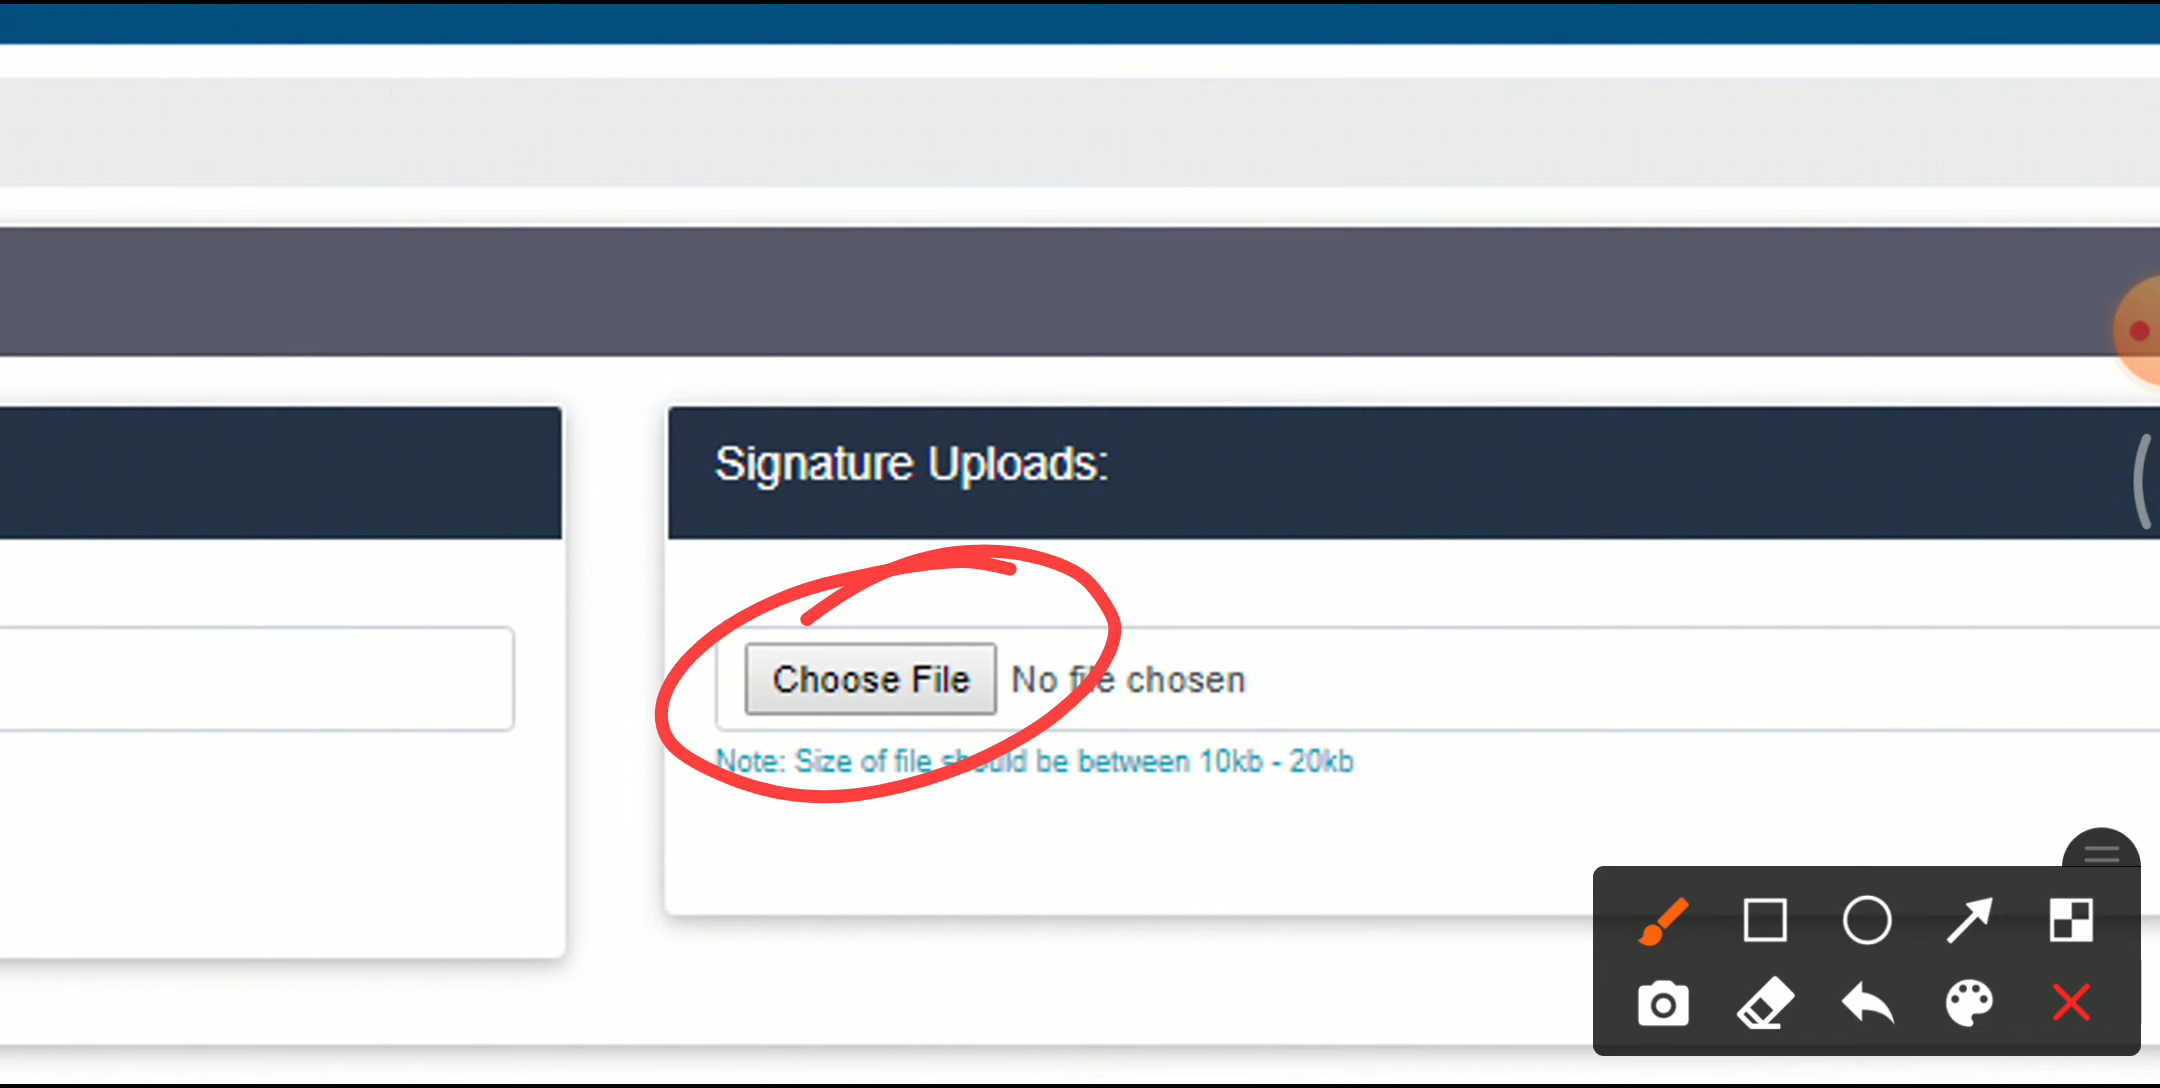 Signature Uploads:
Choose File No file chosen
Note: Size of file should be between 10kb - 20kb